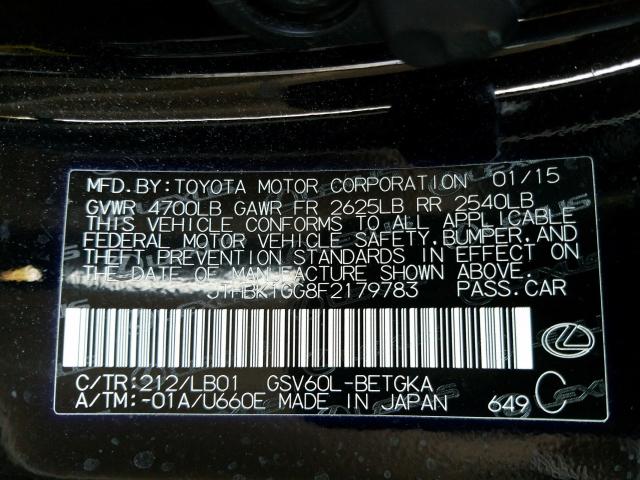 MFD. BY: TOYOTA MOTOR CORPORATION 01/15
GVWR 4700LB GAWR FR 2625LB RR 2540LB
THIS VEHICLE CONFORMS TO ALL APPLICABLE
FEDERAL MOTOR VEHICLE SAFETY, BUMPER, AND
THEFT PREVENTION STANDARDS IN EFFECT ON
THE DATE OF MANUFACTURE SHOWN ABOVE.
JTHBK1GG8F2179783 PASS. CAR
C/TR: 212/LB01 GSV60L-BETGKA
A/TM: -01A/U660E MADE IN JAPAN 649 C